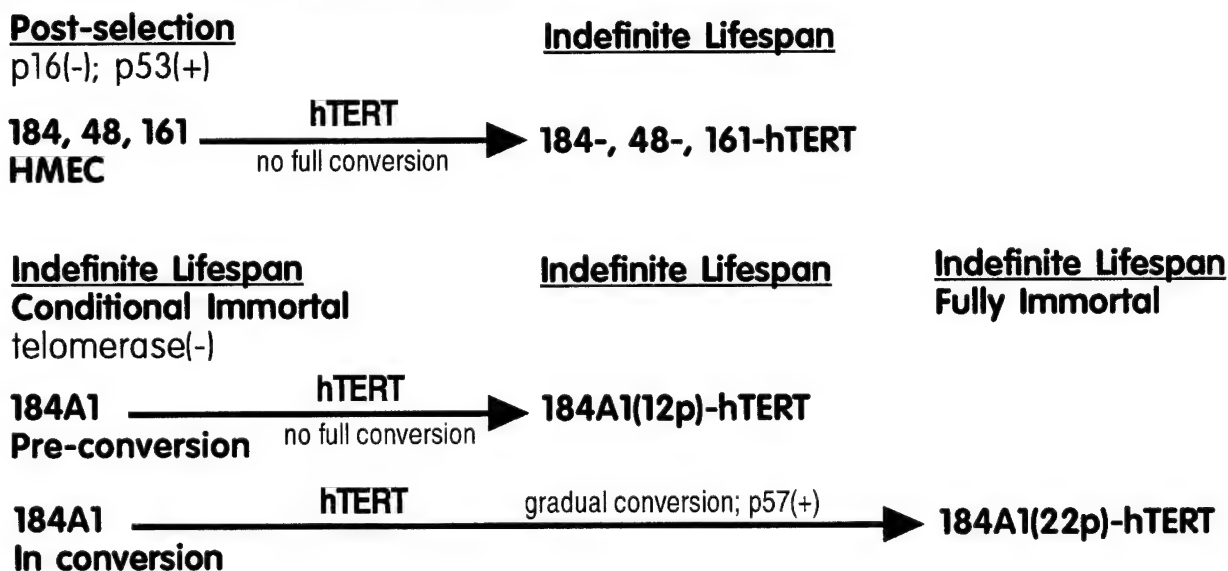 Post-selection
Indefinite Lifespan
p16(-); p53(+)
hTERT
184, 48, 161
184-, 48-, 161-hTERT
HMEC
no full conversion
Indefinite Lifespan
Indefinite Lifespan
Indefinite Lifespan
Conditional Immortal
Fully Immortal
telomerase(-)
hTERT
184A1
184A1(12p)-hTERT
Pre-conversion
no full conversion
hTERT
gradual conversion; p57(+)
184A1
184A1(22p)-hTERT
In conversion